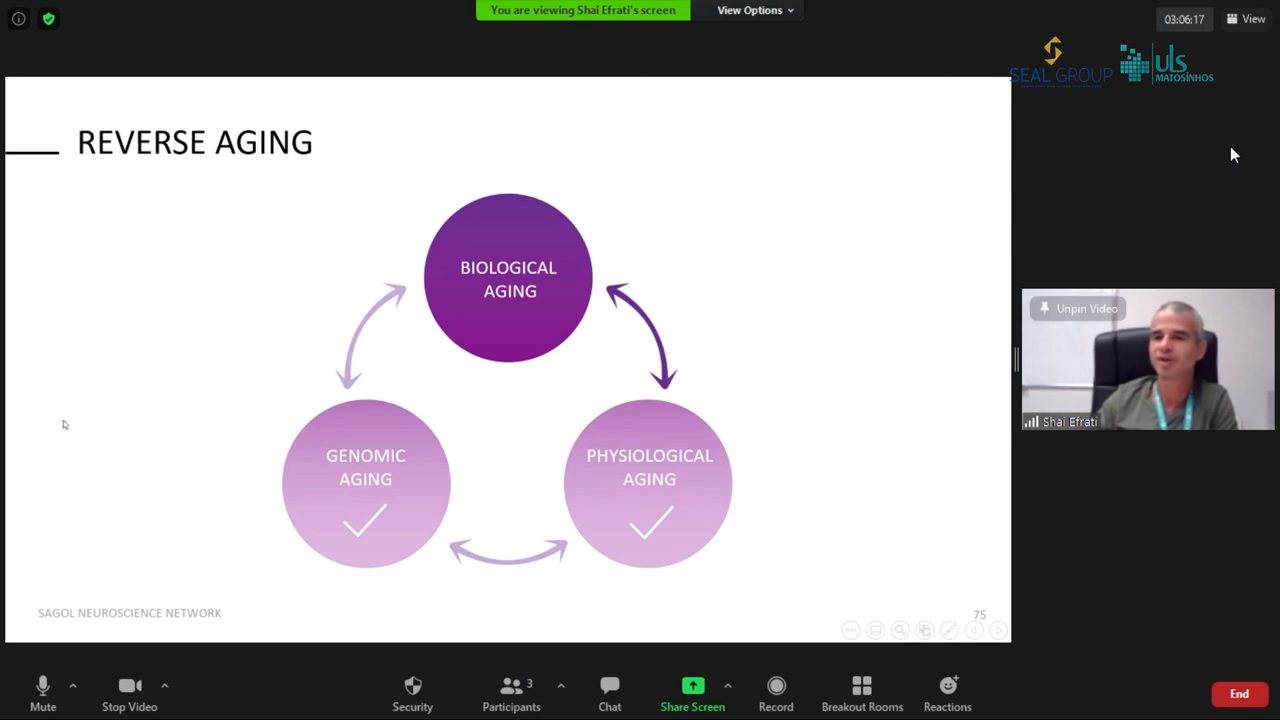 You are viewing Shai Efrati's screen
View Options
03:06:17
View
SEAL GROUP
uls
MATOSINHOS
REVERSE AGING
BIOLOGICAL
AGING
GENOMIC
AGING
PHYSIOLOGICAL
AGING
Unpin Video
Shai Efrati
SAGOL NEUROSCIENCE NETWORK
75
Mute
Stop Video
Security
3
Participants
Chat
Share Screen
Record
Breakout Rooms
Reactions
End